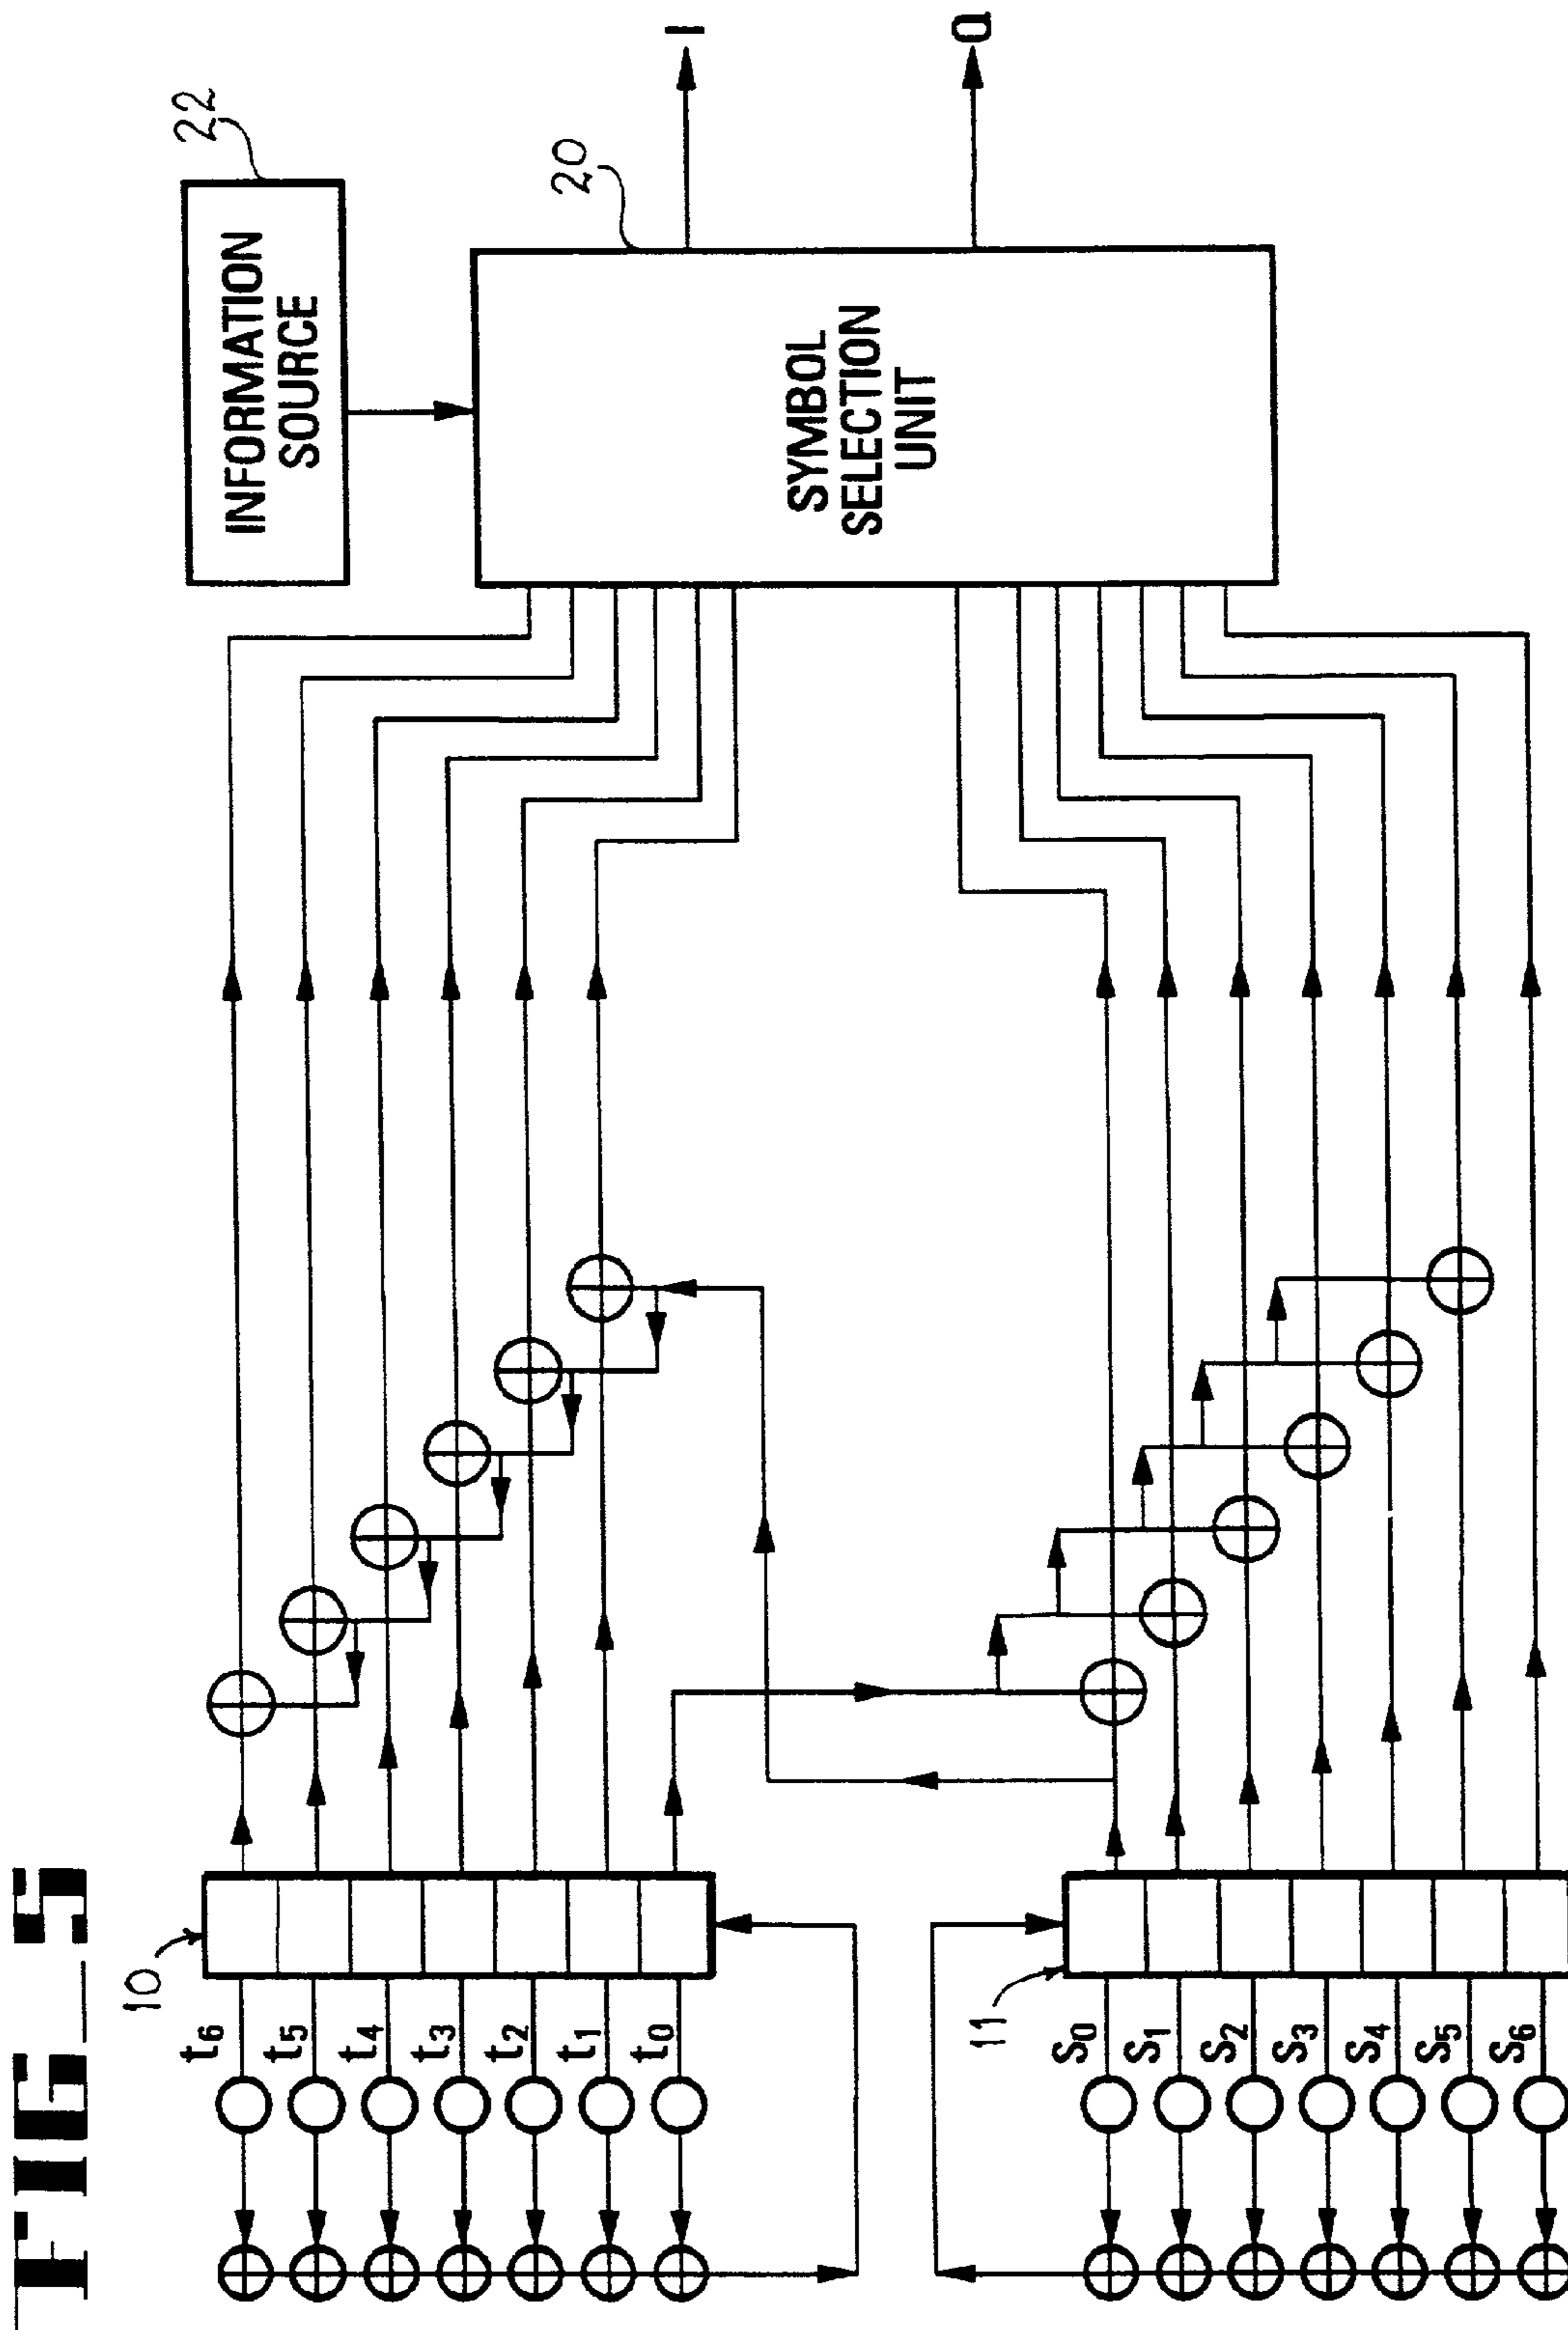 FIG_5
10
t6
t5
t4
t3
t2
t1
t0
11
S0
S1
S2
S3
S4
S5
S6
INFORMATION
SOURCE
22
SYMBOL
SELECTION
UNIT
20
I
Q